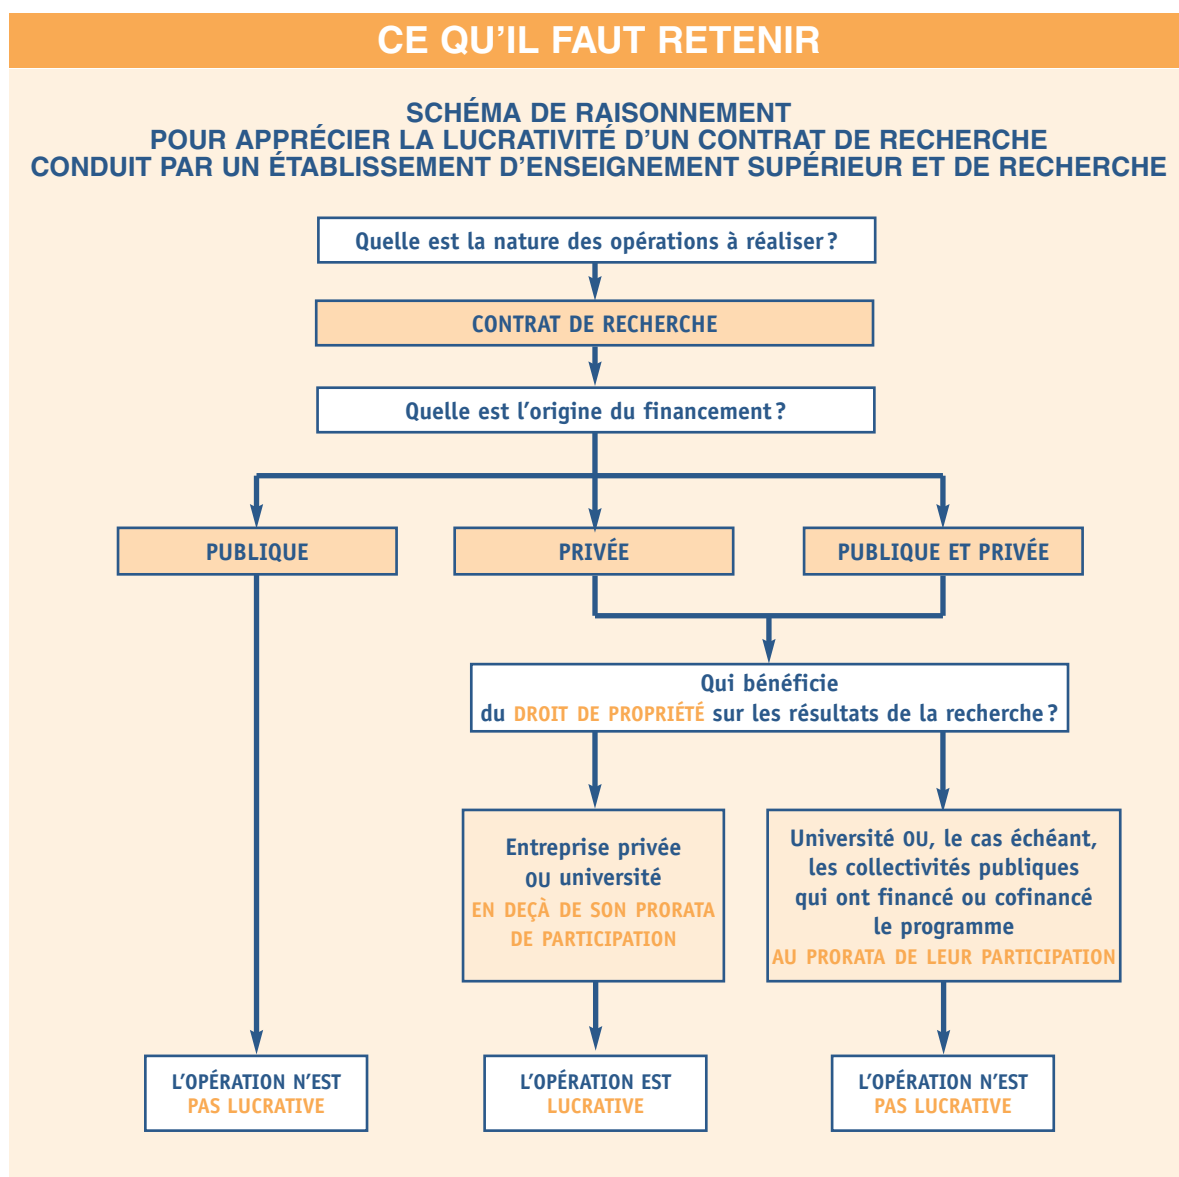 CE QU'IL FAUT RETENIR
SCHÉMA DE RAISONNEMENT
POUR APPRÉCIER LA LUCRATIVITÉ D'UN CONTRAT DE RECHERCHE
CONDUIT PAR UN ÉTABLISSEMENT D'ENSEIGNEMENT SUPÉRIEUR ET DE RECHERCHE
Quelle est la nature des opérations à réaliser ?
CONTRAT DE RECHERCHE
Quelle est l'origine du financement ?
PUBLIQUE
PRIVÉE
PUBLIQUE ET PRIVÉE
Qui bénéficie
du DROIT DE PROPRIÉTÉ sur les résultats de la recherche ?
Entreprise privée
OU université
EN DEÇÀ DE SON PRORATA
DE PARTICIPATION
Université OU, le cas échéant,
les collectivités publiques
qui ont financé ou cofinancé
le programme
AU PRORATA DE LEUR PARTICIPATION
L'OPÉRATION N'EST
PAS LUCRATIVE
L'OPÉRATION EST
LUCRATIVE
L'OPÉRATION N'EST
PAS LUCRATIVE